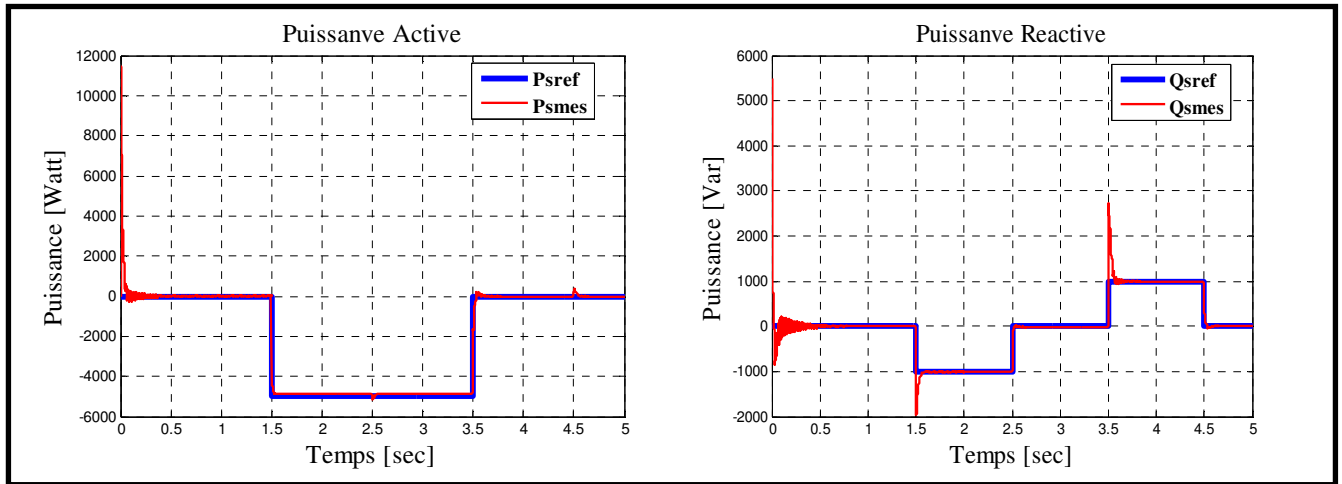 Puissanve Active
12000
10000
8000
6000
4000
2000
0
-2000
-4000
-6000
Puissance [Watt]
Psref
Psmes
0 0.5 1 1.5 2 2.5 3 3.5 4 4.5 5
Temps [sec]
Puissanve Reactive
6000
5000
4000
3000
2000
1000
0
-1000
-2000
Puissance [Var]
Qsref
Qsmes
0 0.5 1 1.5 2 2.5 3 3.5 4 4.5 5
Temps [sec]